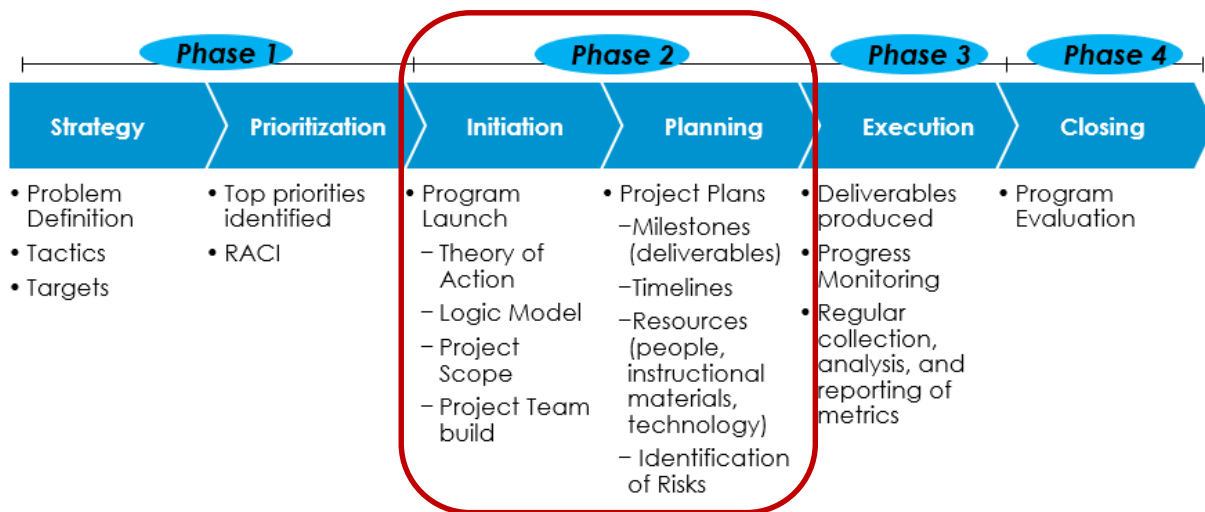 Phase 1
Phase 2
Phase 3
Phase 4
Strategy
Prioritization
Initiation
Planning
Execution
Closing
• Problem
Definition
• Tactics
• Targets
• Top priorities
identified
• RACI
• Program
Launch
– Theory of
Action
– Logic Model
– Project
Scope
– Project Team
build
• Project Plans
–Milestones
(deliverables)
–Timelines
–Resources
(people,
instructional
materials,
technology)
– Identification
of Risks
• Deliverables
produced
• Progress
Monitoring
• Regular
collection,
analysis, and
reporting of
metrics
• Program
Evaluation